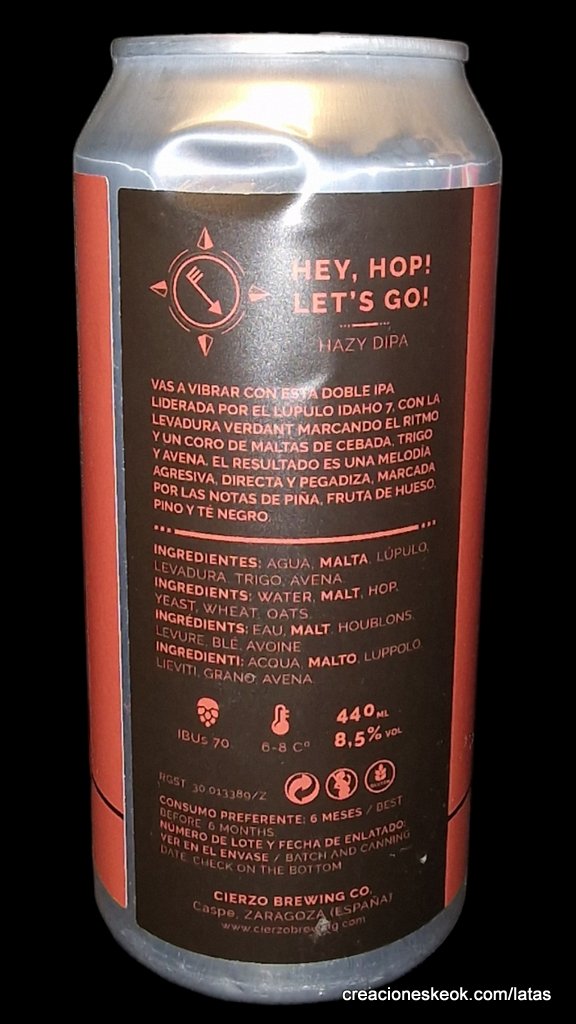 HEY, HOP!
LET'S GO!
HAZY DIPA
VAS A VIBRAR CON ESTA DOBLE IPA
LIDERADA POR EL LÚPULO IDAHO 7, CON LA
LEVADURA VERDANT MARCANDO EL RITMO
Y UN CORO DE MALTAS DE CEBADA, TRIGO
Y AVENA. EL RESULTADO ES UNA MELODÍA
AGRESIVA, DIRECTA Y PEGADIZA, MARCADA
POR LAS NOTAS DE PIÑA, FRUTA DE HUESO,
PINO Y TÉ NEGRO.
INGREDIENTES: AGUA, MALTA, LÚPULO,
LEVADURA, TRIGO, AVENA
INGREDIENTS: WATER, MALT, HOP,
YEAST, WHEAT, OATS.
INGRÉDIENTS: EAU, MALT, HOUBLONS,
LEVURE, BLÉ, AVOINE
INGREDIENTI: ACQUA, MALTO, LUPPOLO,
LIEVITI, GRANO, AVENA.
IBUs 70
6-8 Cº
440 ML
8,5% VOL
RGST. 30.013389/Z
GLUTEN
CONSUMO PREFERENTE: 6 MESES / BEST
BEFORE: 6 MONTHS.
NÚMERO DE LOTE Y FECHA DE ENLATADO:
VER EN EL ENVASE / BATCH AND CANNING
DATE: CHECK ON THE BOTTOM
CIERZO BREWING CO.
Caspe, ZARAGOZA (ESPAÑA)
www.cierzobrewing.com
creacioneskeok.com/latas